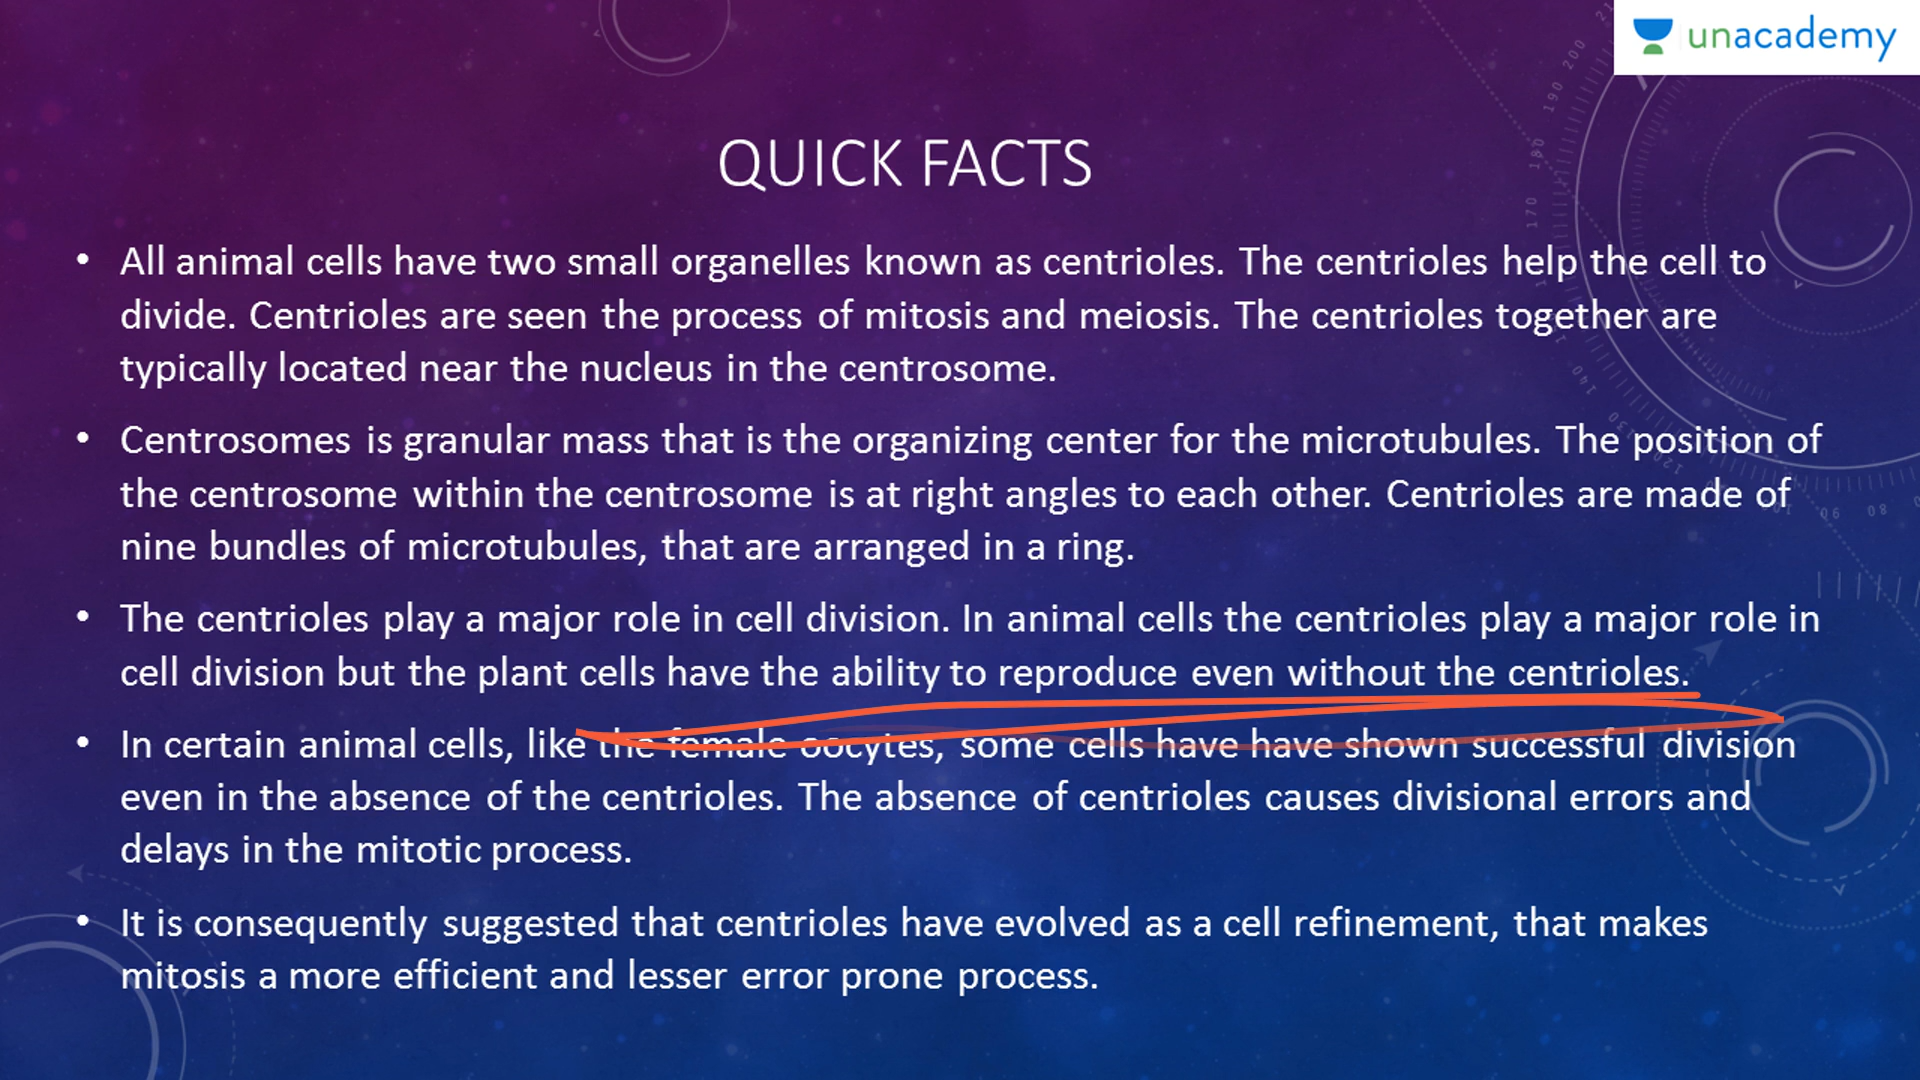 unacademy
QUICK FACTS
• All animal cells have two small organelles known as centrioles. The centrioles help the cell to
divide. Centrioles are seen the process of mitosis and meiosis. The centrioles together are
typically located near the nucleus in the centrosome.
• Centrosomes is granular mass that is the organizing center for the microtubules. The position of
the centrosome within the centrosome is at right angles to each other. Centrioles are made of
nine bundles of microtubules, that are arranged in a ring.
• The centrioles play a major role in cell division. In animal cells the centrioles play a major role in
cell division but the plant cells have the ability to reproduce even without the centrioles.
• In certain animal cells, like the female oocytes, some cells have have shown successful division
even in the absence of the centrioles. The absence of centrioles causes divisional errors and
delays in the mitotic process.
• It is consequently suggested that centrioles have evolved as a cell refinement, that makes
mitosis a more efficient and lesser error prone process.